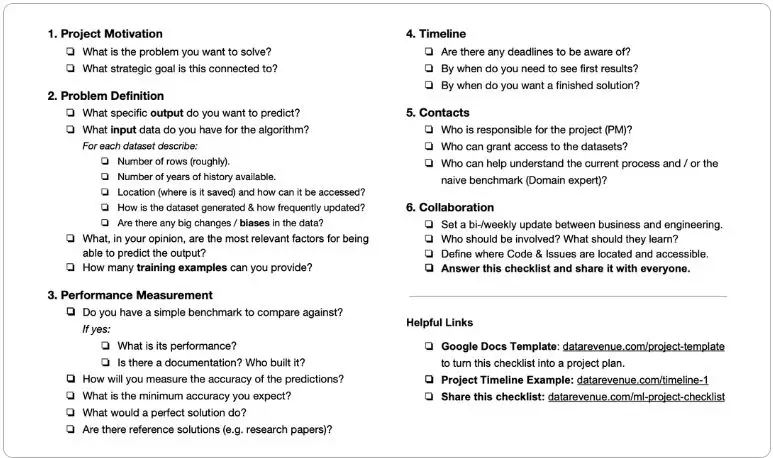 1. Project Motivation
❏ What is the problem you want to solve?
❏ What strategic goal is this connected to?
2. Problem Definition
❏ What specific output do you want to predict?
❏ What input data do you have for the algorithm?
For each dataset describe:
❏ Number of rows (roughly).
❏ Number of years of history available.
❏ Location (where is it saved) and how can it be accessed?
❏ How is the dataset generated & how frequently updated?
❏ Are there any big changes / biases in the data?
❏ What, in your opinion, are the most relevant factors for being
able to predict the output?
❏ How many training examples can you provide?
3. Performance Measurement
❏ Do you have a simple benchmark to compare against?
If yes:
❏ What is its performance?
❏ Is there a documentation? Who built it?
❏ How will you measure the accuracy of the predictions?
❏ What is the minimum accuracy you expect?
❏ What would a perfect solution do?
❏ Are there reference solutions (e.g. research papers)?
4. Timeline
❏ Are there any deadlines to be aware of?
❏ By when do you need to see first results?
❏ By when do you want a finished solution?
5. Contacts
❏ Who is responsible for the project (PM)?
❏ Who can grant access to the datasets?
❏ Who can help understand the current process and / or the
naive benchmark (Domain expert)?
6. Collaboration
❏ Set a bi-/weekly update between business and engineering.
❏ Who should be involved? What should they learn?
❏ Define where Code & Issues are located and accessible.
❏ Answer this checklist and share it with everyone.
Helpful Links
❏ Google Docs Template: datarevenue.com/project-template
to turn this checklist into a project plan.
❏ Project Timeline Example: datarevenue.com/timeline-1
❏ Share this checklist: datarevenue.com/ml-project-checklist